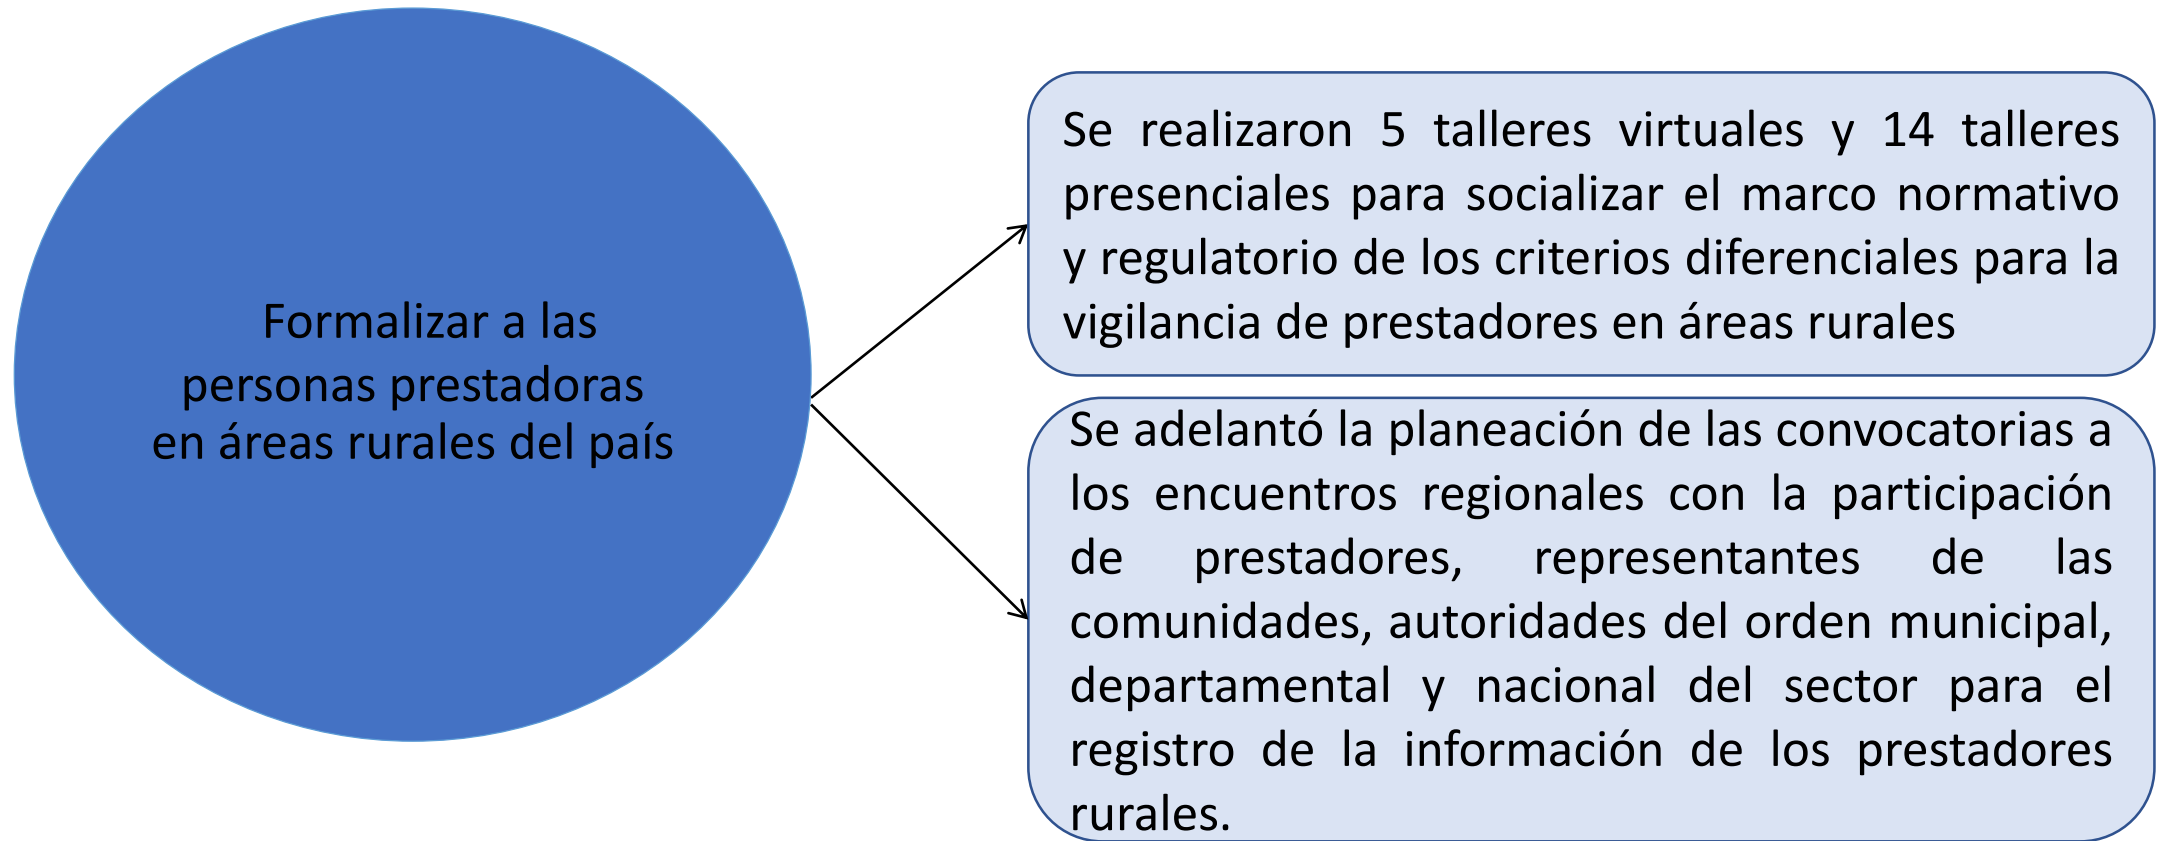 Formalizar a las
personas prestadoras
en áreas rurales del país
Se realizaron 5 talleres virtuales y 14 talleres
presenciales para socializar el marco normativo
y regulatorio de los criterios diferenciales para la
vigilancia de prestadores en áreas rurales
Se adelantó la planeación de las convocatorias a
los encuentros regionales con la participación
de prestadores, representantes de las
comunidades, autoridades del orden municipal,
departamental y nacional del sector para el
registro de la información de los prestadores
rurales.